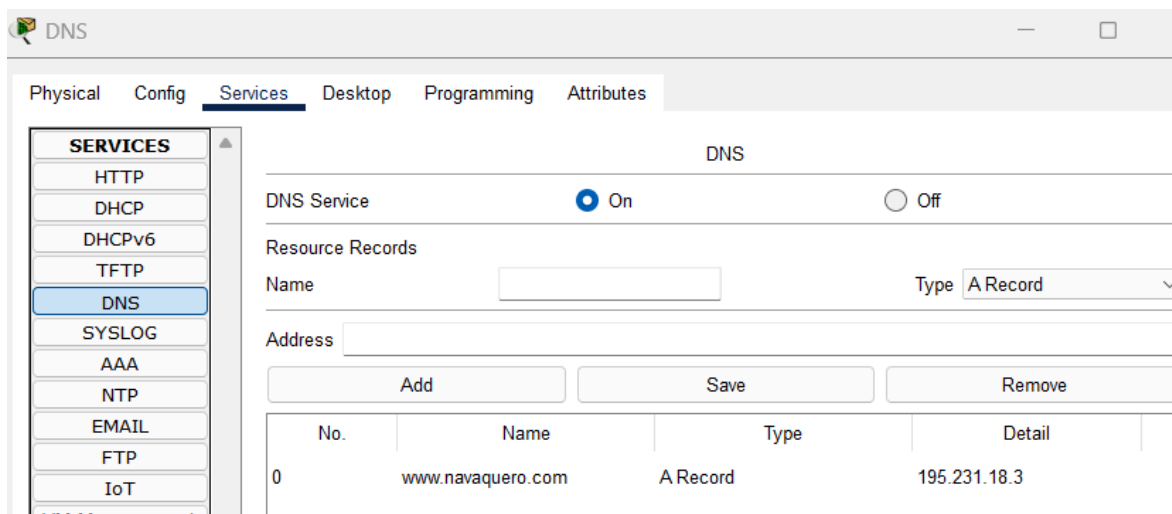 DNS
Physical Config Services Desktop Programming Attributes
SERVICES
HTTP
DHCP
DHCPv6
TFTP
DNS
SYSLOG
AAA
NTP
EMAIL
FTP
IoT
DNS
DNS Service On Off
Resource Records
Name Type A Record
Address
Add Save Remove
No. Name Type Detail
0 www.navaquero.com A Record 195.231.18.3